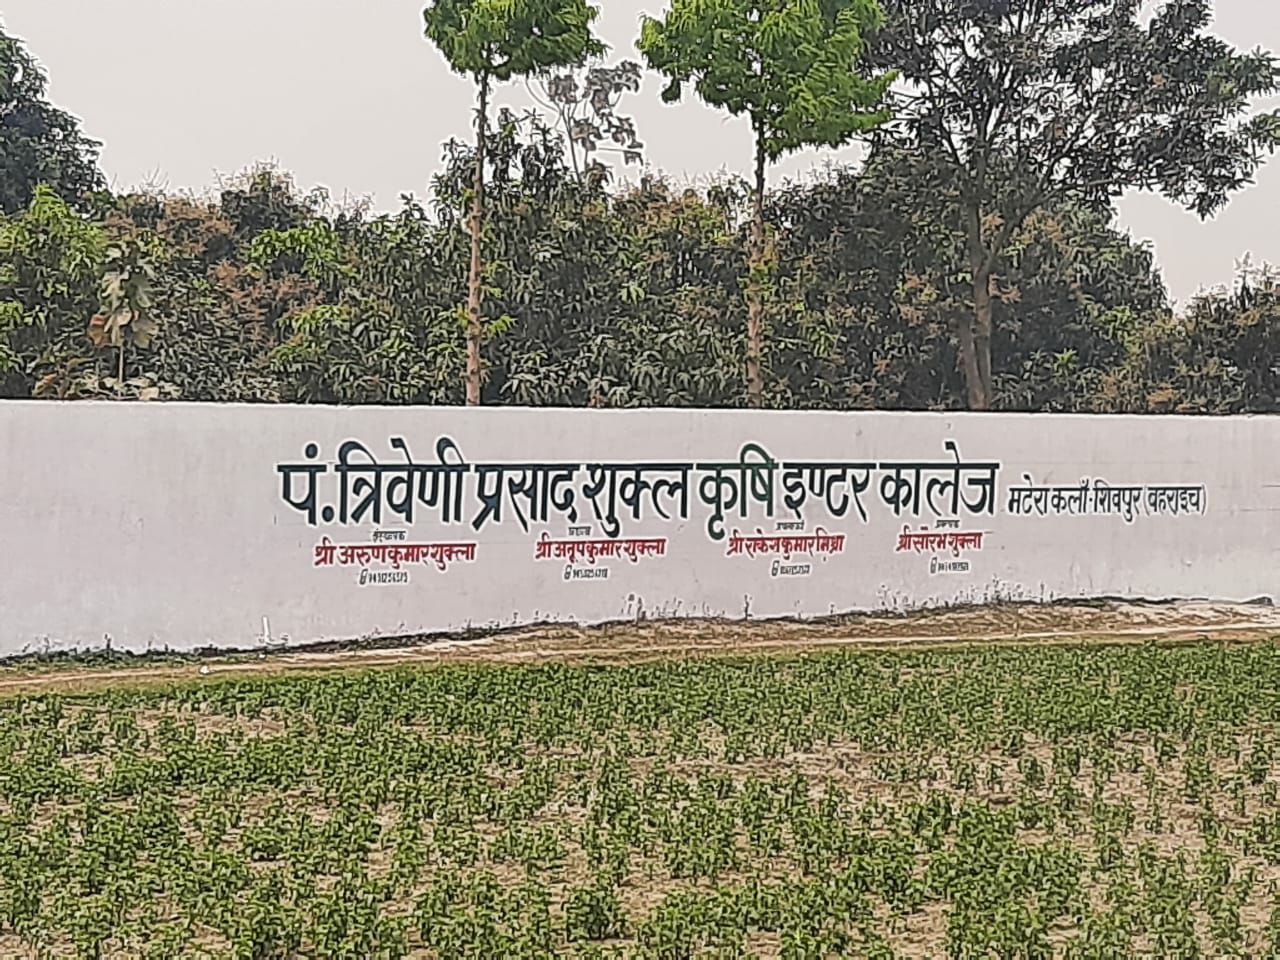 पं. त्रिवेणी प्रसाद शुक्ल कृषि इण्टर कालेज मटेरा कलाँ-शिवपुर (बहराइच)
श्री अरुण कुमार शुक्ला श्री अनूप कुमार शुक्ला श्री राकेश कुमार मिश्रा श्री सौरभ शुक्ला